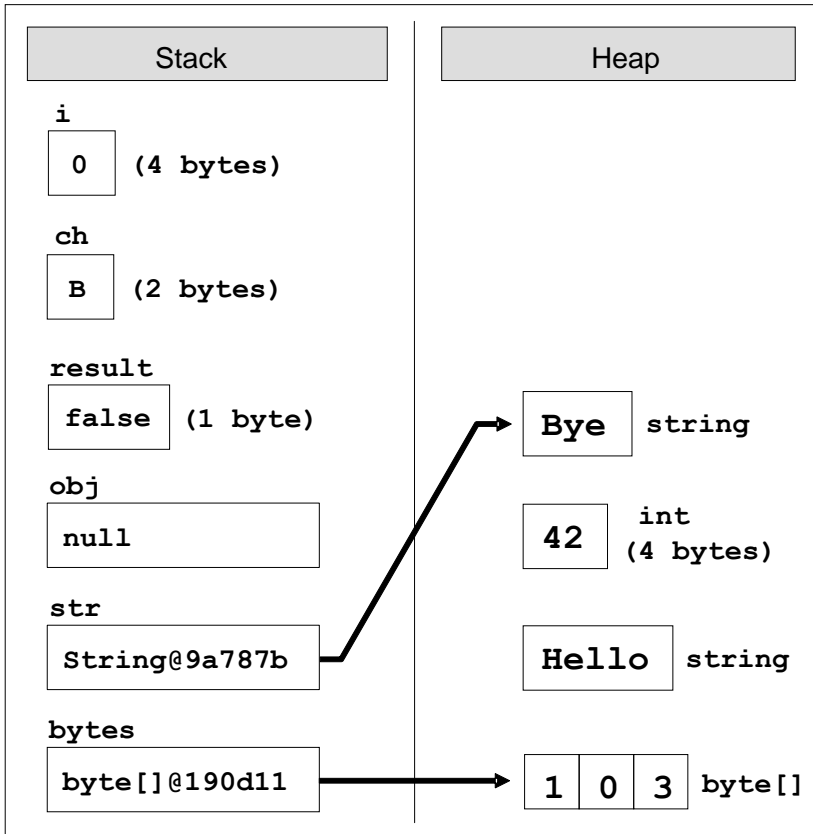 Stack
i
0 (4 bytes)
ch
B (2 bytes)
result
false (1 byte)
obj
null
str
String@9a787b
bytes
byte[]@190d11
Heap
Bye string
42 int
(4 bytes)
Hello string
1 0 3 byte[]